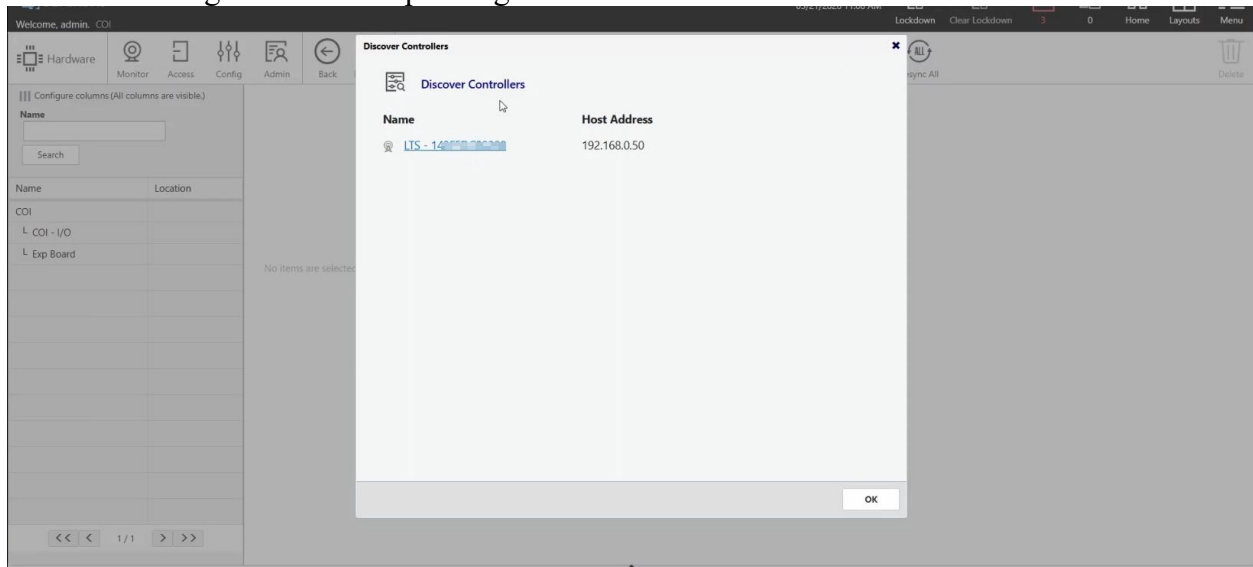 Welcome, admin. COI
Lockdown Clear Lockdown 3 0 Home Layouts Menu
Hardware Monitor Access Config Admin Back
Discover Controllers
sync All
Delete
Configure columns (All columns are visible.)
Discover Controllers
Name
Name Host Address
LTS - 14
192.168.0.50
Search
Name Location
COI
COI - I/O
Exp Board
No items are selected
OK
<< < 1/1 > >>